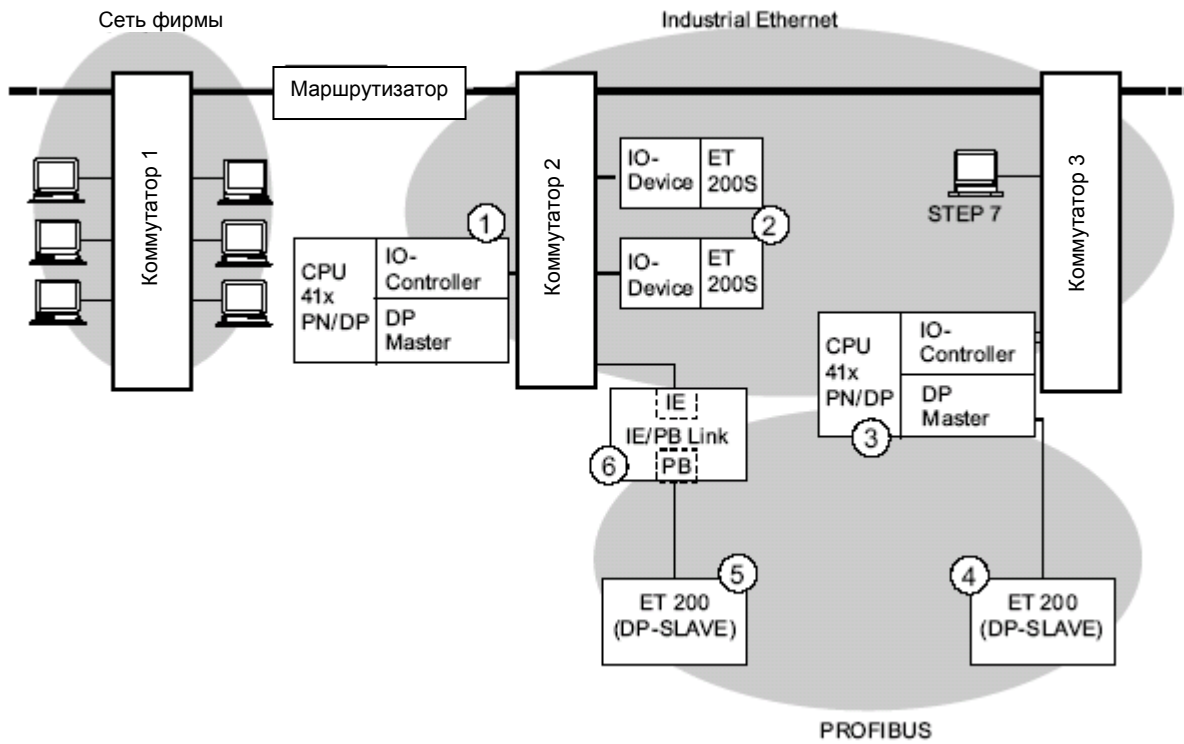 Сеть фирмы
Industrial Ethernet
Маршрутизатор
Коммутатор 1
Коммутатор 2
Коммутатор 3
IO-
Device
ET
200S
STEP 7
1
2
CPU
41x
PN/DP
IO-
Controller
DP
Master
IO-
Device
ET
200S
CPU
41x
PN/DP
IO-
Controller
DP
Master
3
IE
IE/PB Link
PB
6
5
4
ET 200
(DP-SLAVE)
ET 200
(DP-SLAVE)
PROFIBUS